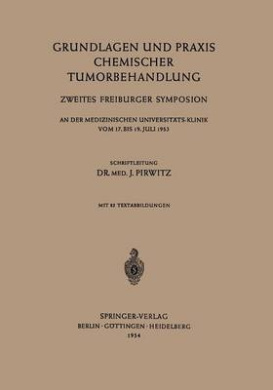 GRUNDLAGEN UND PRAXIS
CHEMISCHER
TUMORBEHANDLUNG
ZWEITES FREIBURGER SYMPOSION
AN DER MEDIZINISCHEN UNIVERSITÄTS-KLINIK
VOM 17. BIS 19. JULI 1953
SCHRIFTLEITUNG
DR. MED. J. PIRWITZ
MIT 82 TEXTABBILDUNGEN
SPRINGER-VERLAG
BERLIN · GÖTTINGEN · HEIDELBERG
1954